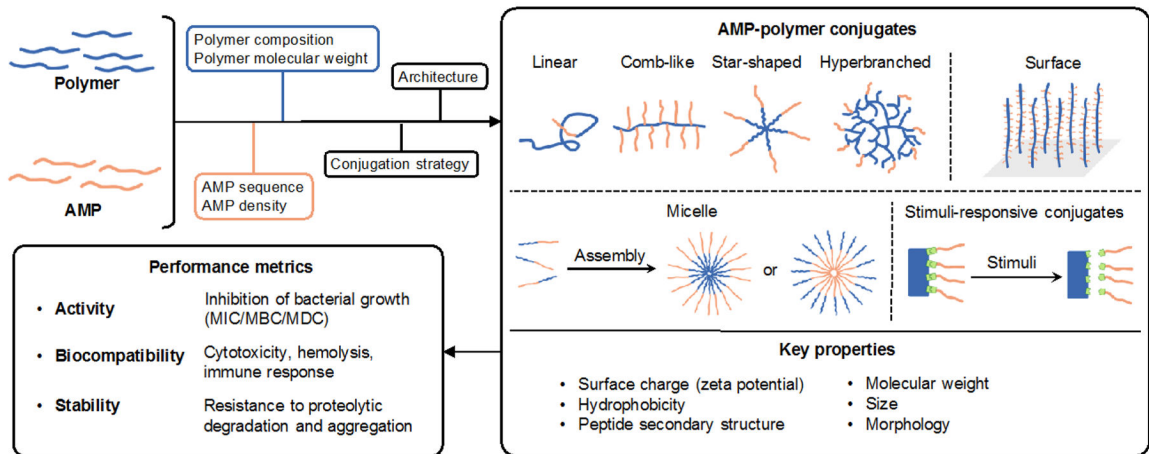 Polymer
AMP
Polymer composition
Polymer molecular weight
AMP sequence
AMP density
Architecture
Conjugation strategy
AMP-polymer conjugates
Linear
Comb-like
Star-shaped
Hyperbranched
Surface
Micelle
Assembly
or
Stimuli-responsive conjugates
Stimuli
Key properties
• Surface charge (zeta potential)
• Hydrophobicity
• Peptide secondary structure
• Molecular weight
• Size
• Morphology
Performance metrics
• Activity
Inhibition of bacterial growth
(MIC/MBC/MDC)
• Biocompatibility
Cytotoxicity, hemolysis,
immune response
• Stability
Resistance to proteolytic
degradation and aggregation